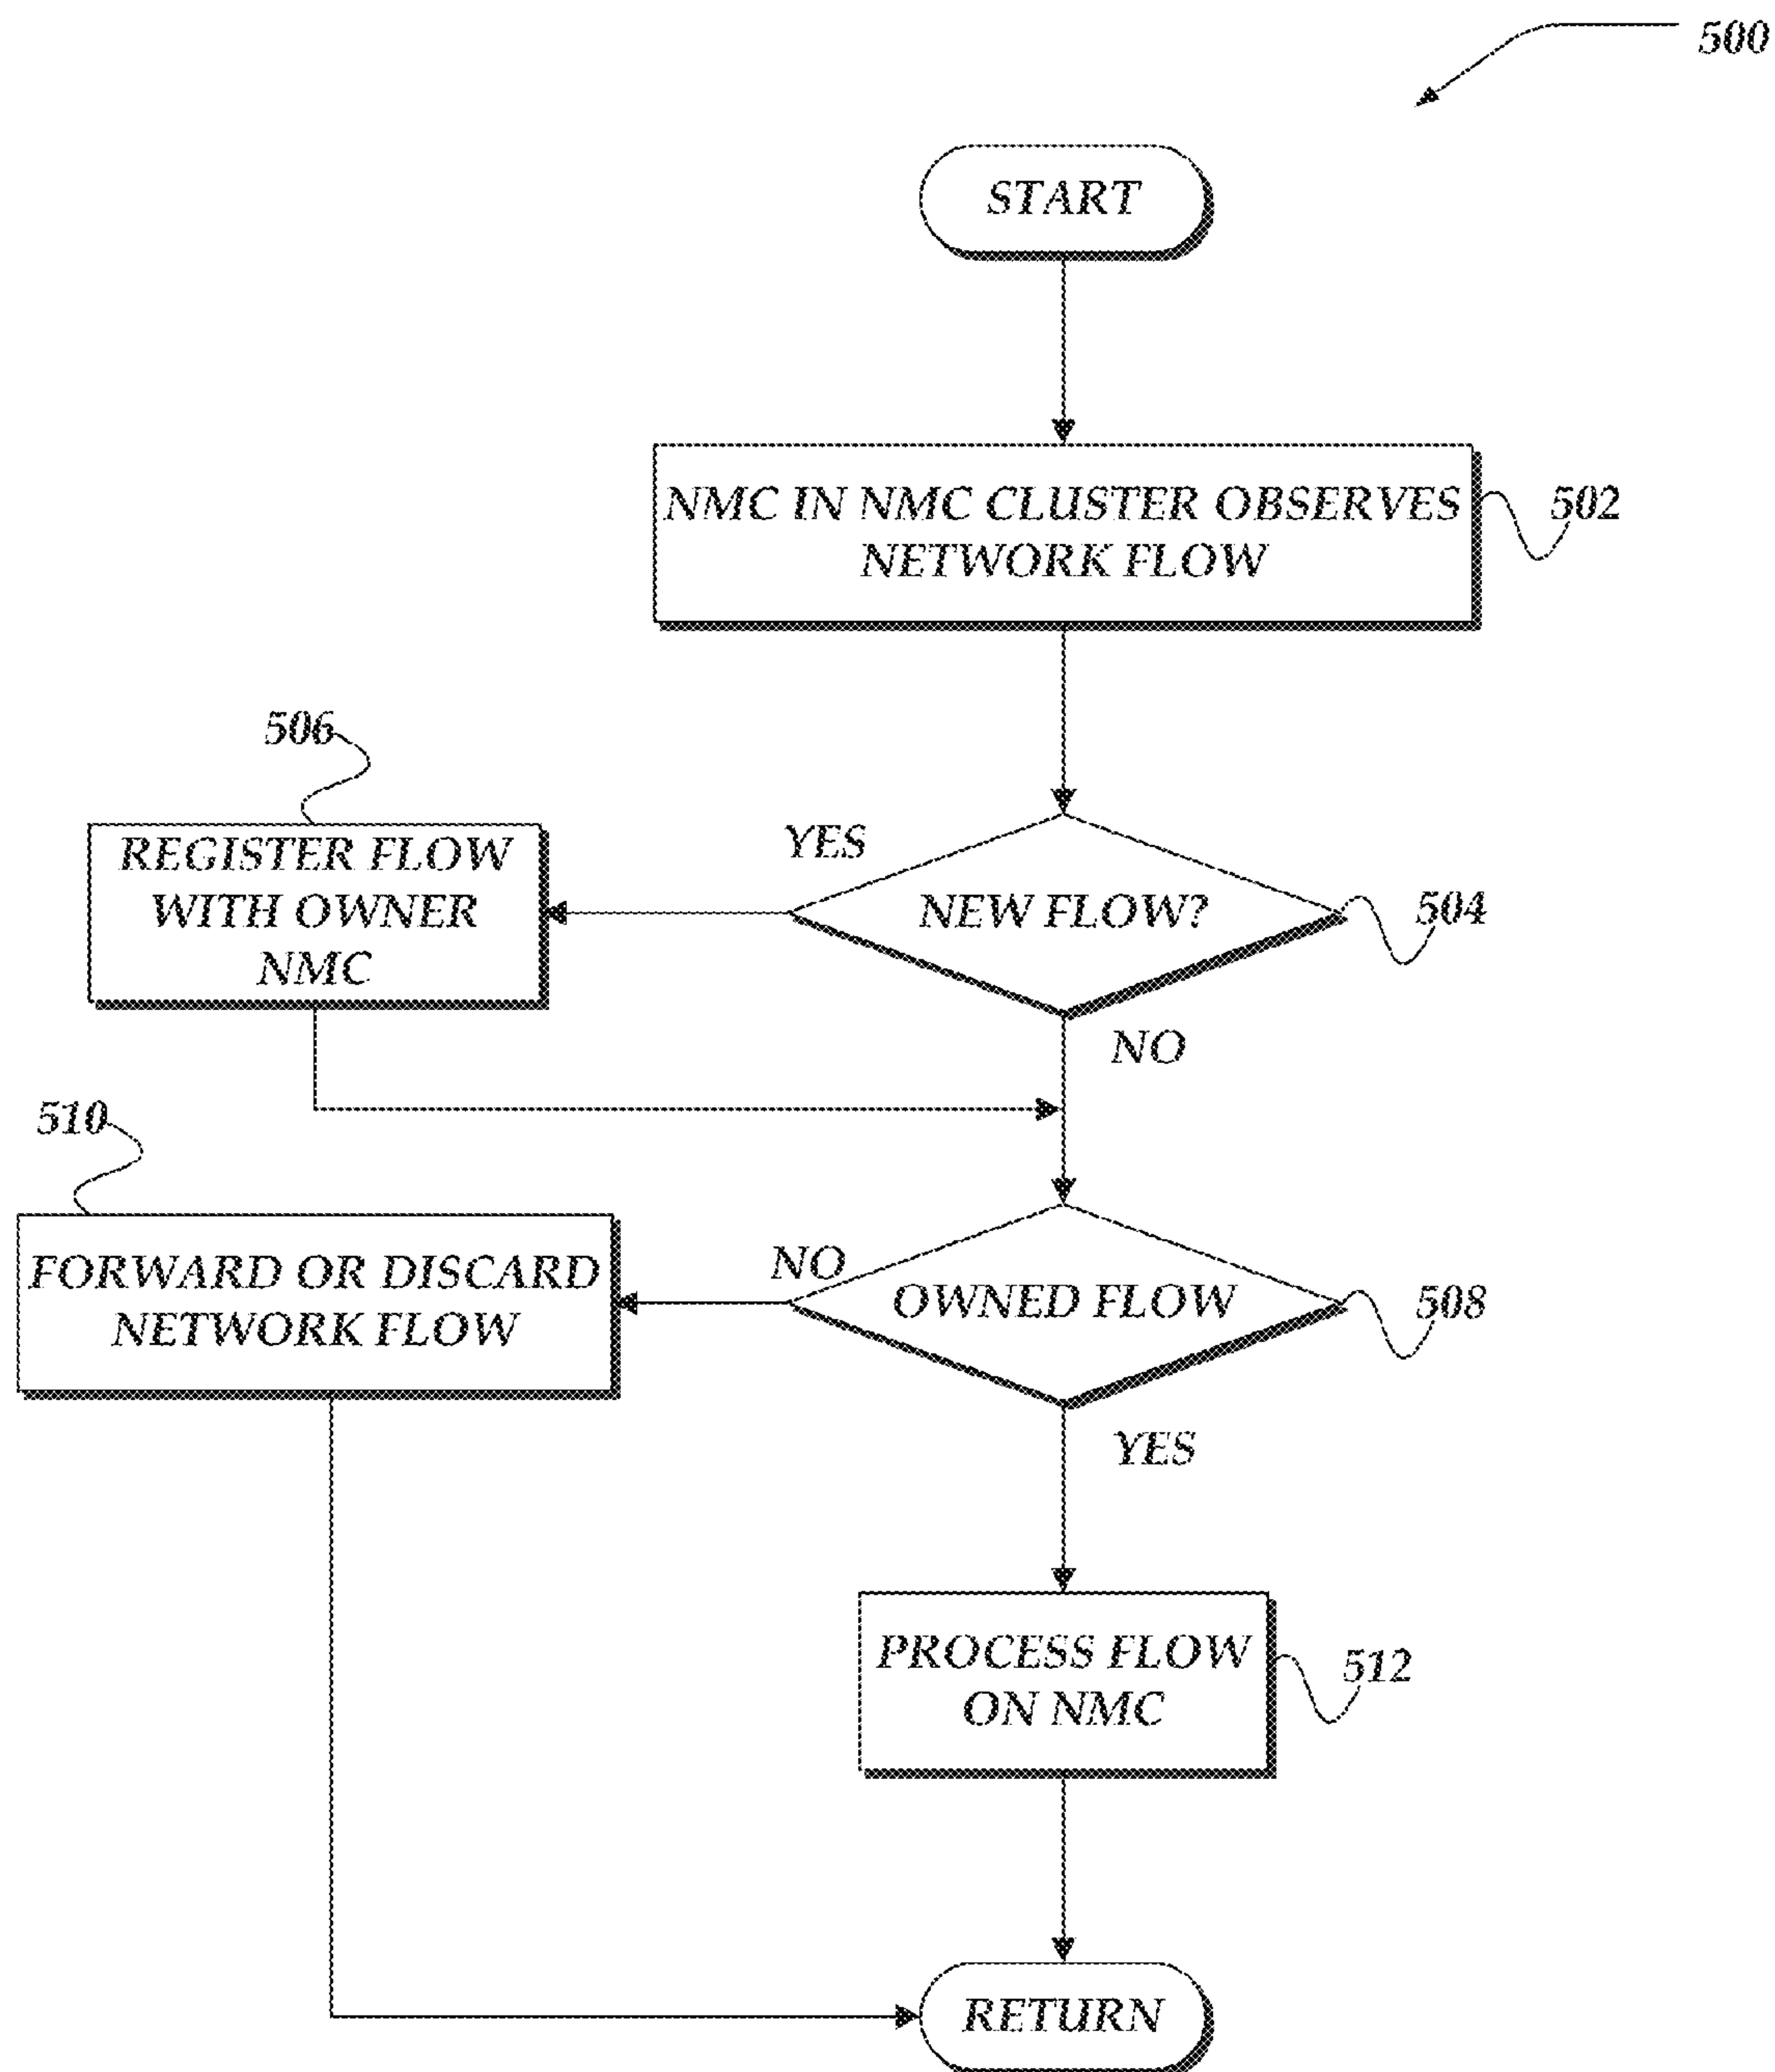 500
START
NMC IN NMC CLUSTER OBSERVES
NETWORK FLOW
502
506
REGISTER FLOW
WITH OWNER
NMC
YES
NEW FLOW?
504
NO
510
FORWARD OR DISCARD
NETWORK FLOW
NO
OWNED FLOW
508
YES
PROCESS FLOW
ON NMC
512
RETURN